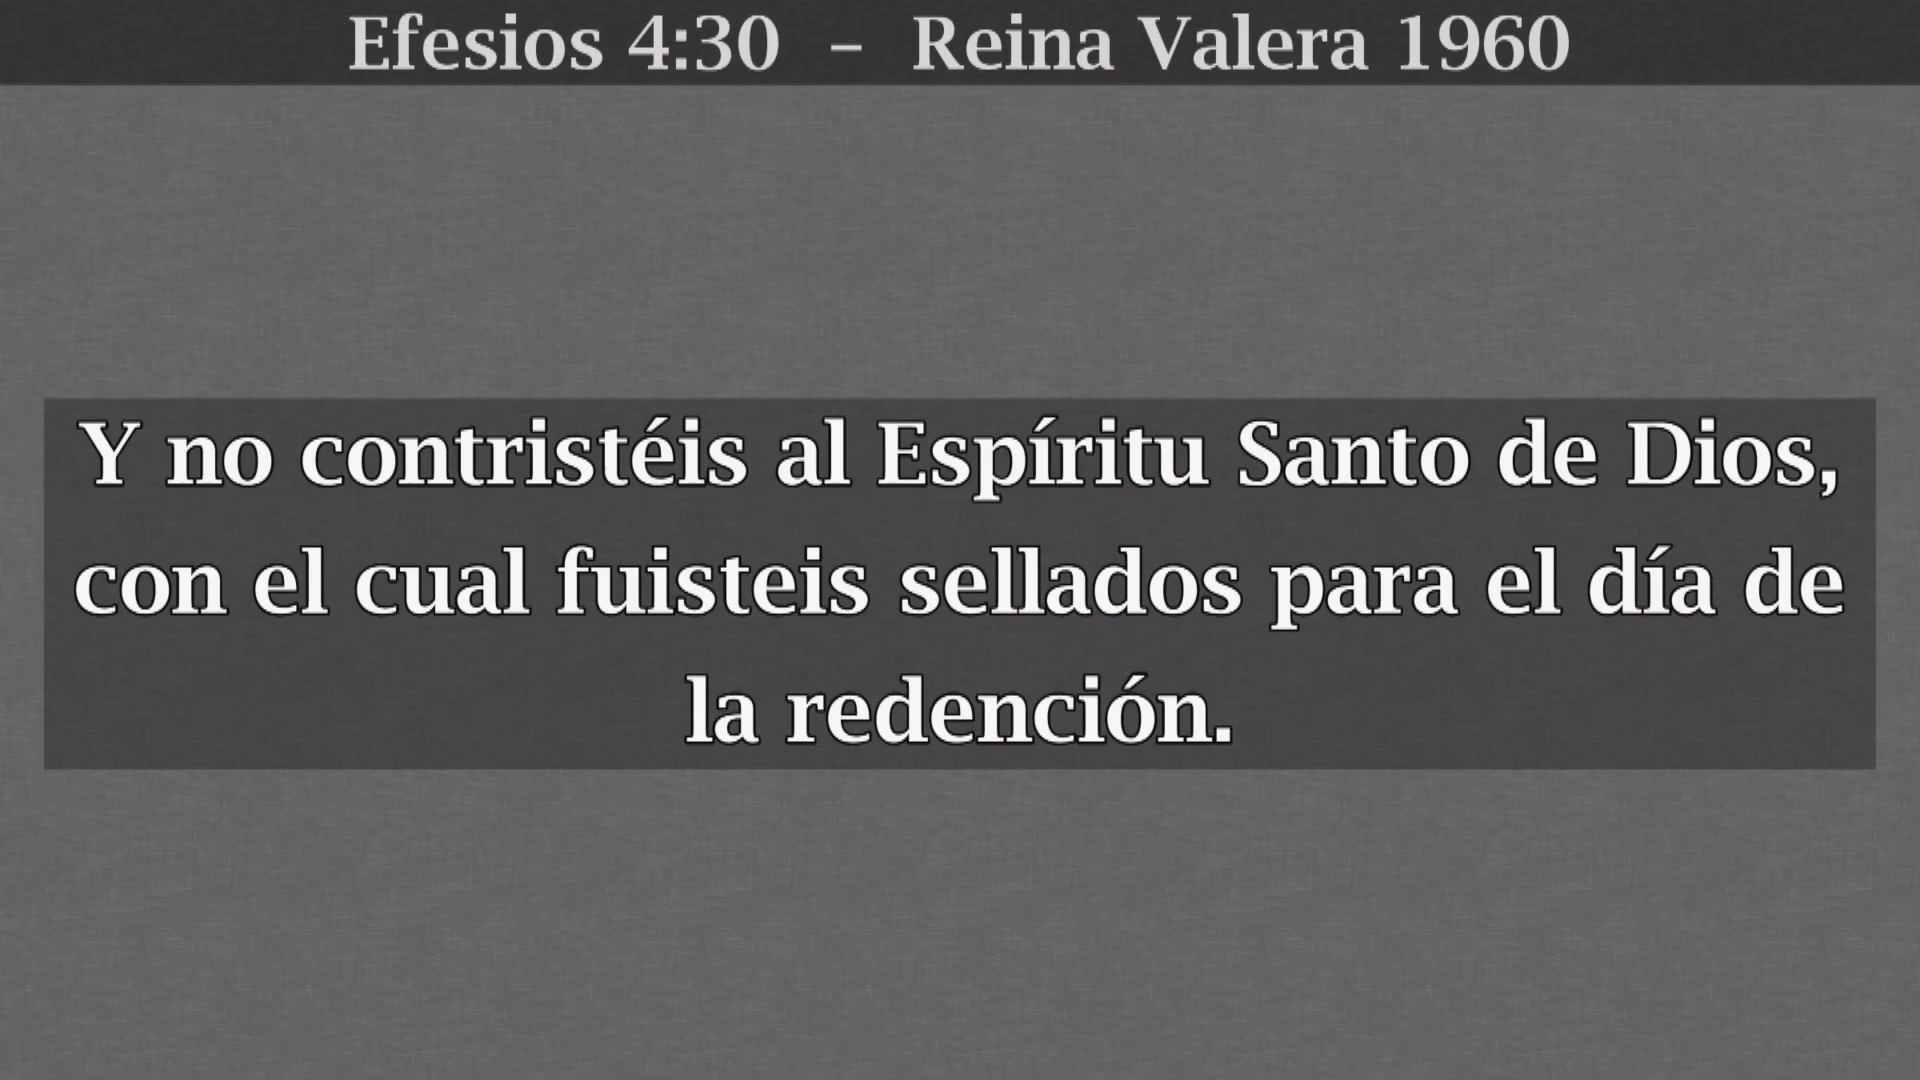 Efesios 4:30 – Reina Valera 1960
Y no contristéis al Espíritu Santo de Dios,
con el cual fuisteis sellados para el día de
la redención.